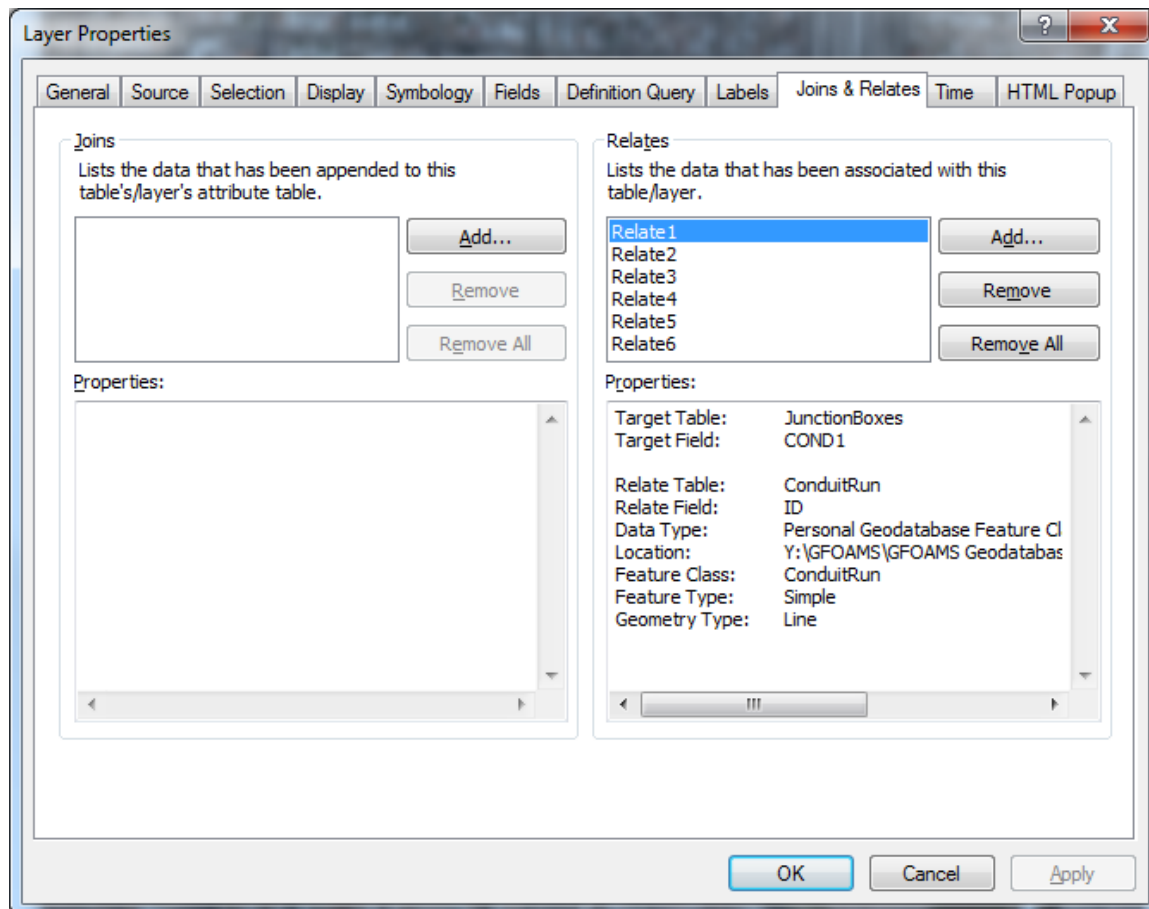 Layer Properties
?
X
General Source Selection Display Symbology Fields Definition Query Labels Joins & Relates Time HTML Popup
Joins
Lists the data that has been appended to this
table's/layer's attribute table.
Add...
Remove
Remove All
Properties:
Relates
Lists the data that has been associated with this
table/layer.
Relate1
Relate2
Relate3
Relate4
Relate5
Relate6
Add...
Remove
Remove All
Properties:
Target Table: JunctionBoxes
Target Field: COND1
Relate Table: ConduitRun
Relate Field: ID
Data Type: Personal Geodatabase Feature Cl
Location: Y:\GFOAMS\GFOAMS Geodatabas
Feature Class: ConduitRun
Feature Type: Simple
Geometry Type: Line
OK Cancel Apply